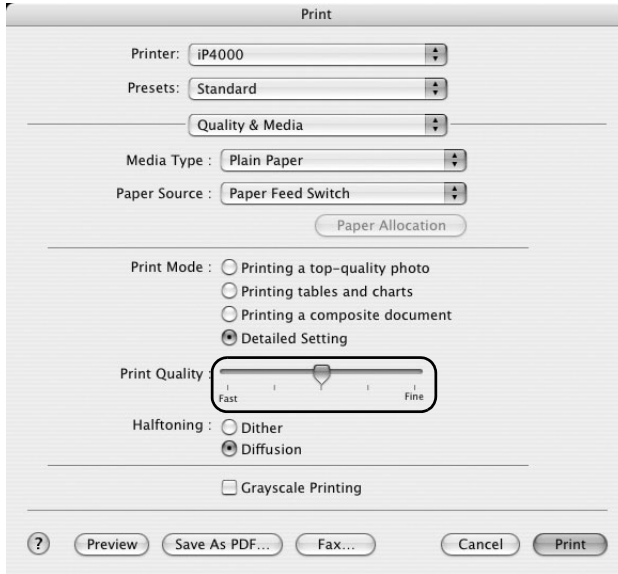 Print
Printer: iP4000
Presets: Standard
Quality & Media
Media Type : Plain Paper
Paper Source : Paper Feed Switch
Paper Allocation
Print Mode : Printing a top-quality photo
Printing tables and charts
Printing a composite document
Detailed Setting
Print Quality :
Fast Fine
Halftoning : Dither
Diffusion
Grayscale Printing
? Preview Save As PDF... Fax... Cancel Print